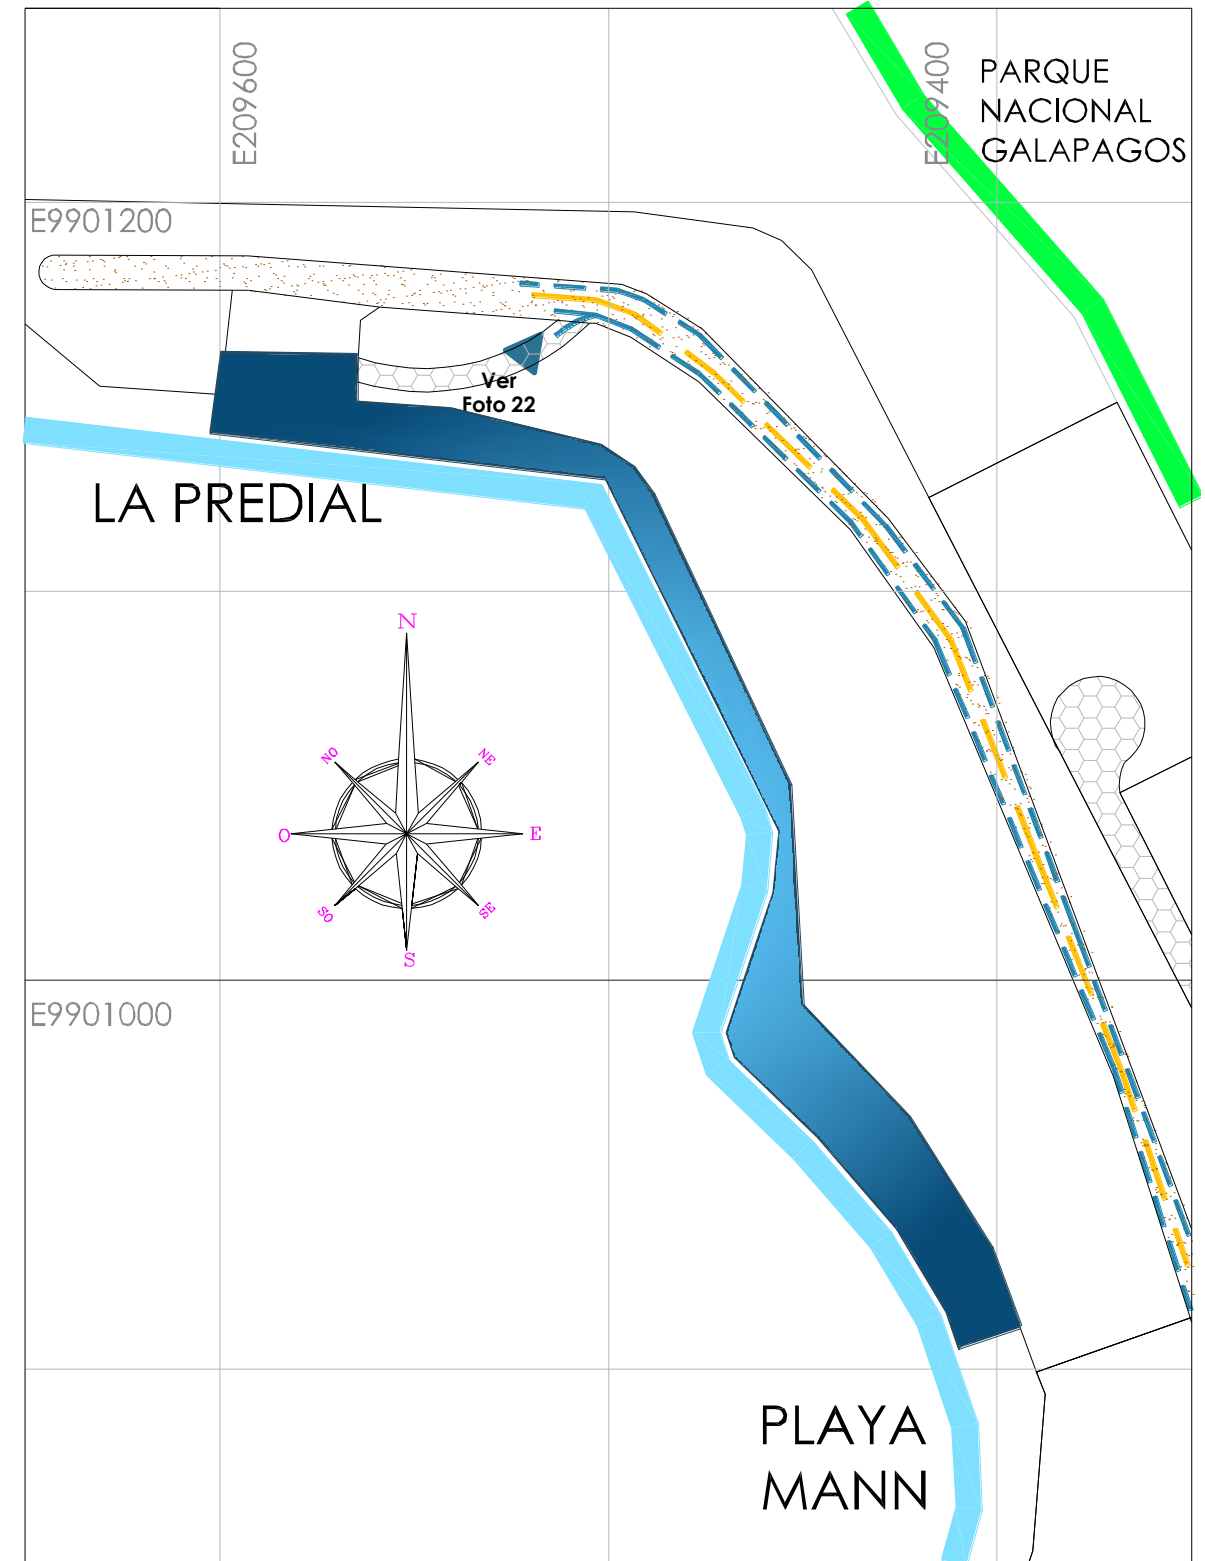 E209600
E209400
PARQUE
NACIONAL
GALAPAGOS
E9901200
Ver
Foto 22
LA PREDIAL
N
NO
NE
O
E
SO
SE
S
E9901000
PLAYA
MANN